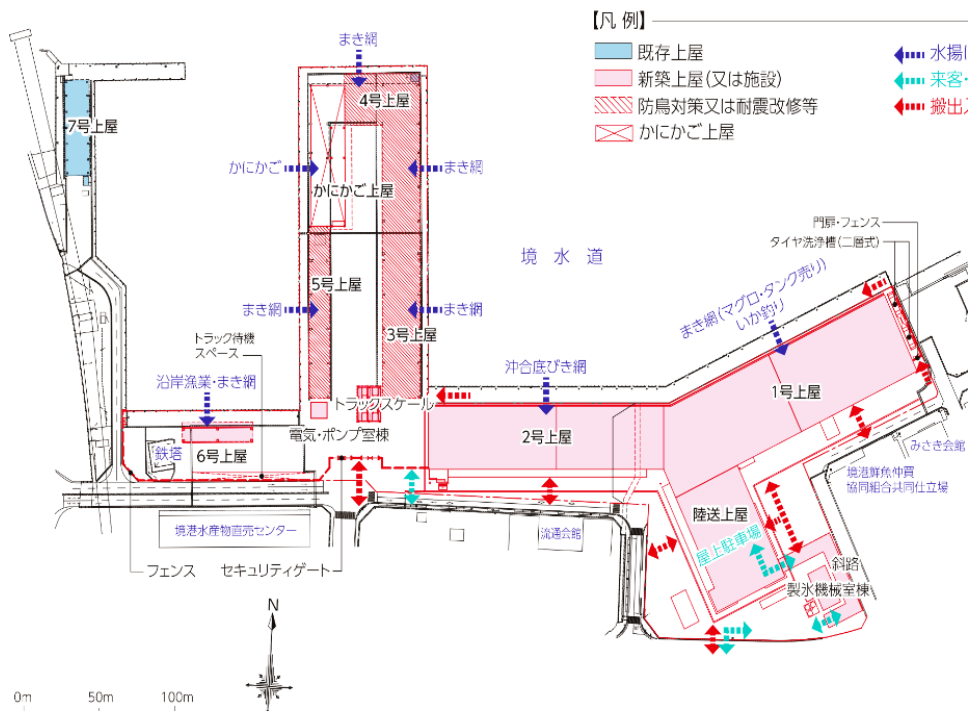 【凡 例】
既存上屋
新築上屋(又は施設)
防鳥対策又は耐震改修等
かにかご上屋
水揚
来客・
搬出入
まき網
4号上屋
7号上屋
かにかご
かにかご上屋
まき網
境 水 道
門扉・フェンス
タイヤ洗浄槽(二層式)
5号上屋
まき網
まき網
3号上屋
まき網(マグロ・タンク売り)
いか釣り
トラック待機
スペース
沿岸漁業・まき網
沖合底びき網
1号上屋
トラックスケール
電気・ポンプ室棟
2号上屋
6号上屋
鉄塔
みさき会館
境港鮮魚仲買
協同組合共同仕立場
陸送上屋
境港水産物直売センター
流通会館
屋上駐車場
斜路
製氷機械室棟
フェンス
セキュリティゲート
N
0m
50m
100m